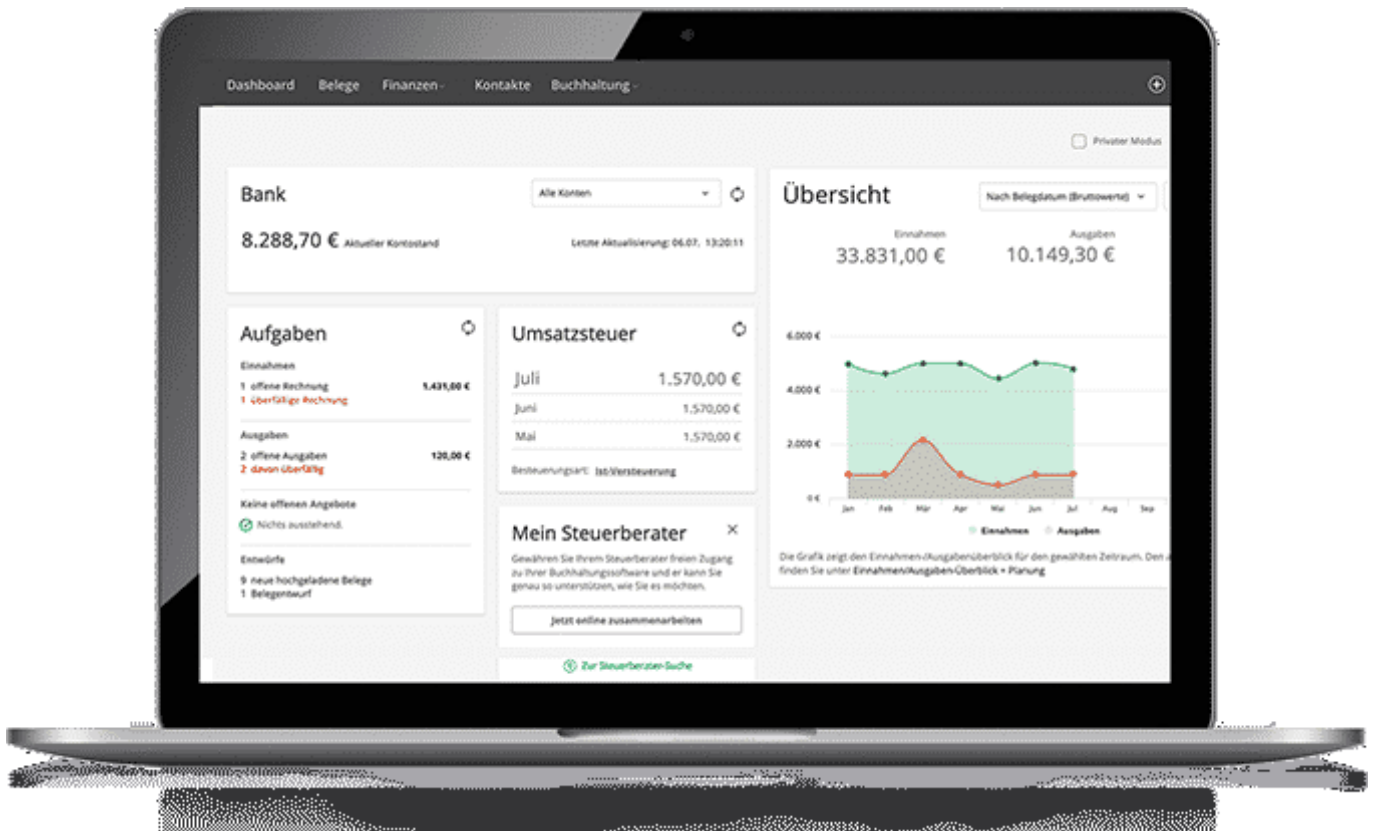 Dashboard Belege Finanzen Kontakte Buchhaltung
Privater Modus
Bank
Alle Konten
8.288,70 € Aktueller Kontostand
Letzte Aktualisierung: 06.07. 13:20:11
Aufgaben
Einnahmen
1 offene Rechnung 1.431,00 €
1 überfällige Rechnung
Ausgaben
2 offene Ausgaben 120,00 €
2 davon überfällig
Keine offenen Angebote
Nichts ausstehend.
Entwürfe
9 neue hochgeladene Belege
1 Belegentwurf
Umsatzsteuer
Juli 1.570,00 €
Juni 1.570,00 €
Mai 1.570,00 €
Besteuerungsart: Ist-Versteuerung
Mein Steuerberater
Gewähren Sie Ihrem Steuerberater freien Zugang
zu Ihrer Buchhaltungssoftware und er kann Sie
genau so unterstützen, wie Sie es möchten.
Jetzt online zusammenarbeiten
Zur Steuerberater-Suche
Übersicht
Nach Belegdatum (Bruttowerte)
Einnahmen Ausgaben
33.831,00 € 10.149,30 €
6.000 €
4.000 €
2.000 €
0 €
Jan Feb Mär Apr Mai Jun Jul Aug Sep
Einnahmen Ausgaben
Die Grafik zeigt den Einnahmen-/Ausgabenüberblick für den gewählten Zeitraum. Den
finden Sie unter Einnahmen/Ausgaben-Überblick + Planung